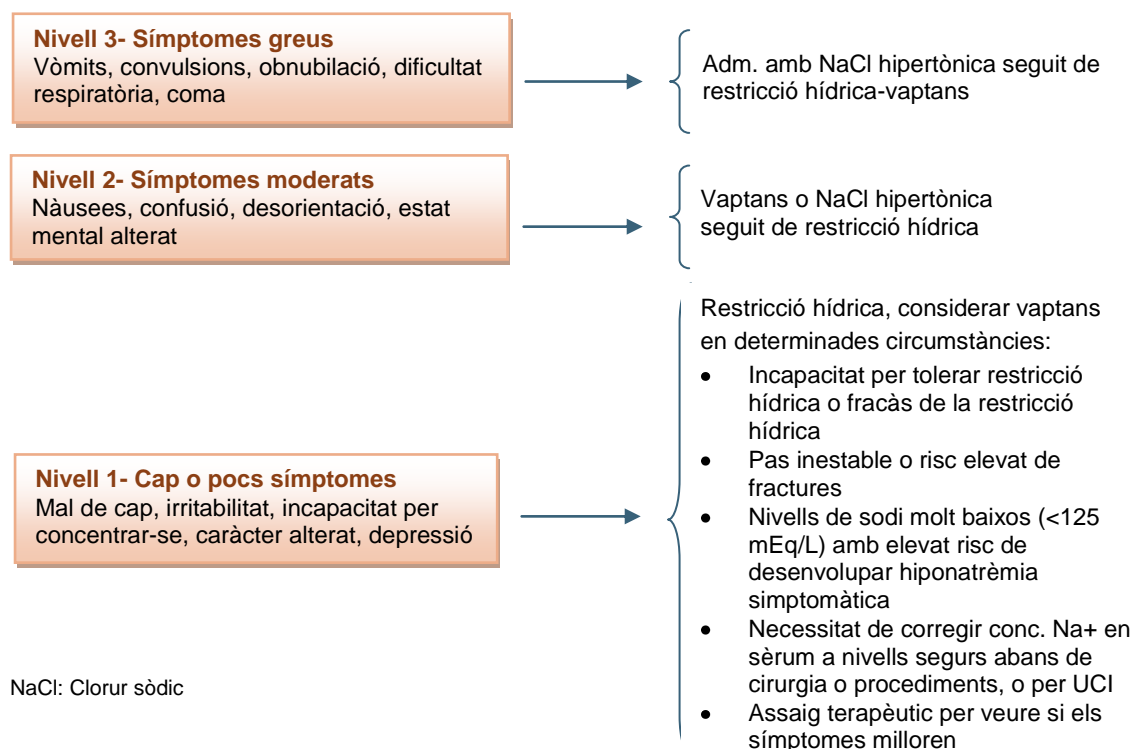 Nivell 3- Símptomes greus
Vòmits, convulsions, obnubilació, dificultat
respiratòria, coma
Adm. amb NaCl hipertònica seguit de
restricció hídrica-vaptans
Nivell 2- Símptomes moderats
Nàusees, confusió, desorientació, estat
mental alterat
Vaptans o NaCl hipertònica
seguit de restricció hídrica
Nivell 1- Cap o pocs símptomes
Mal de cap, irritabilitat, incapacitat per
concentrar-se, caràcter alterat, depressió
Restricció hídrica, considerar vaptans
en determinades circumstàncies:
• Incapacitat per tolerar restricció
hídrica o fracàs de la restricció
hídrica
• Pas inestable o risc elevat de
fractures
• Nivells de sodi molt baixos (<125
mEq/L) amb elevat risc de
desenvolupar hiponatrèmia
simptomàtica
• Necessitat de corregir conc. Na+ en
sèrum a nivells segurs abans de
cirurgia o procediments, o per UCI
• Assaig terapèutic per veure si els
símptomes milloren
NaCl: Clorur sòdic